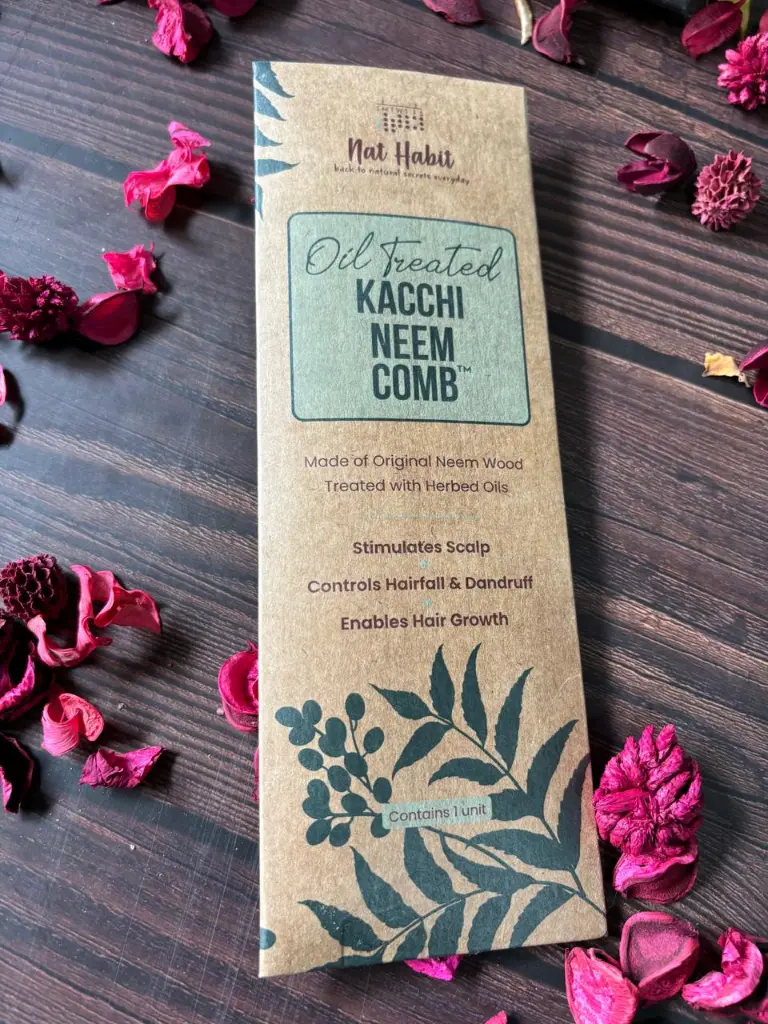 Nat Habit
back to natural secrets everyday
Oil Treated
KACCHI
NEEM
COMB™
Made of Original Neem Wood
Treated with Herbed Oils
Stimulates Scalp
Controls Hairfall & Dandruff
Enables Hair Growth
Contains 1 unit